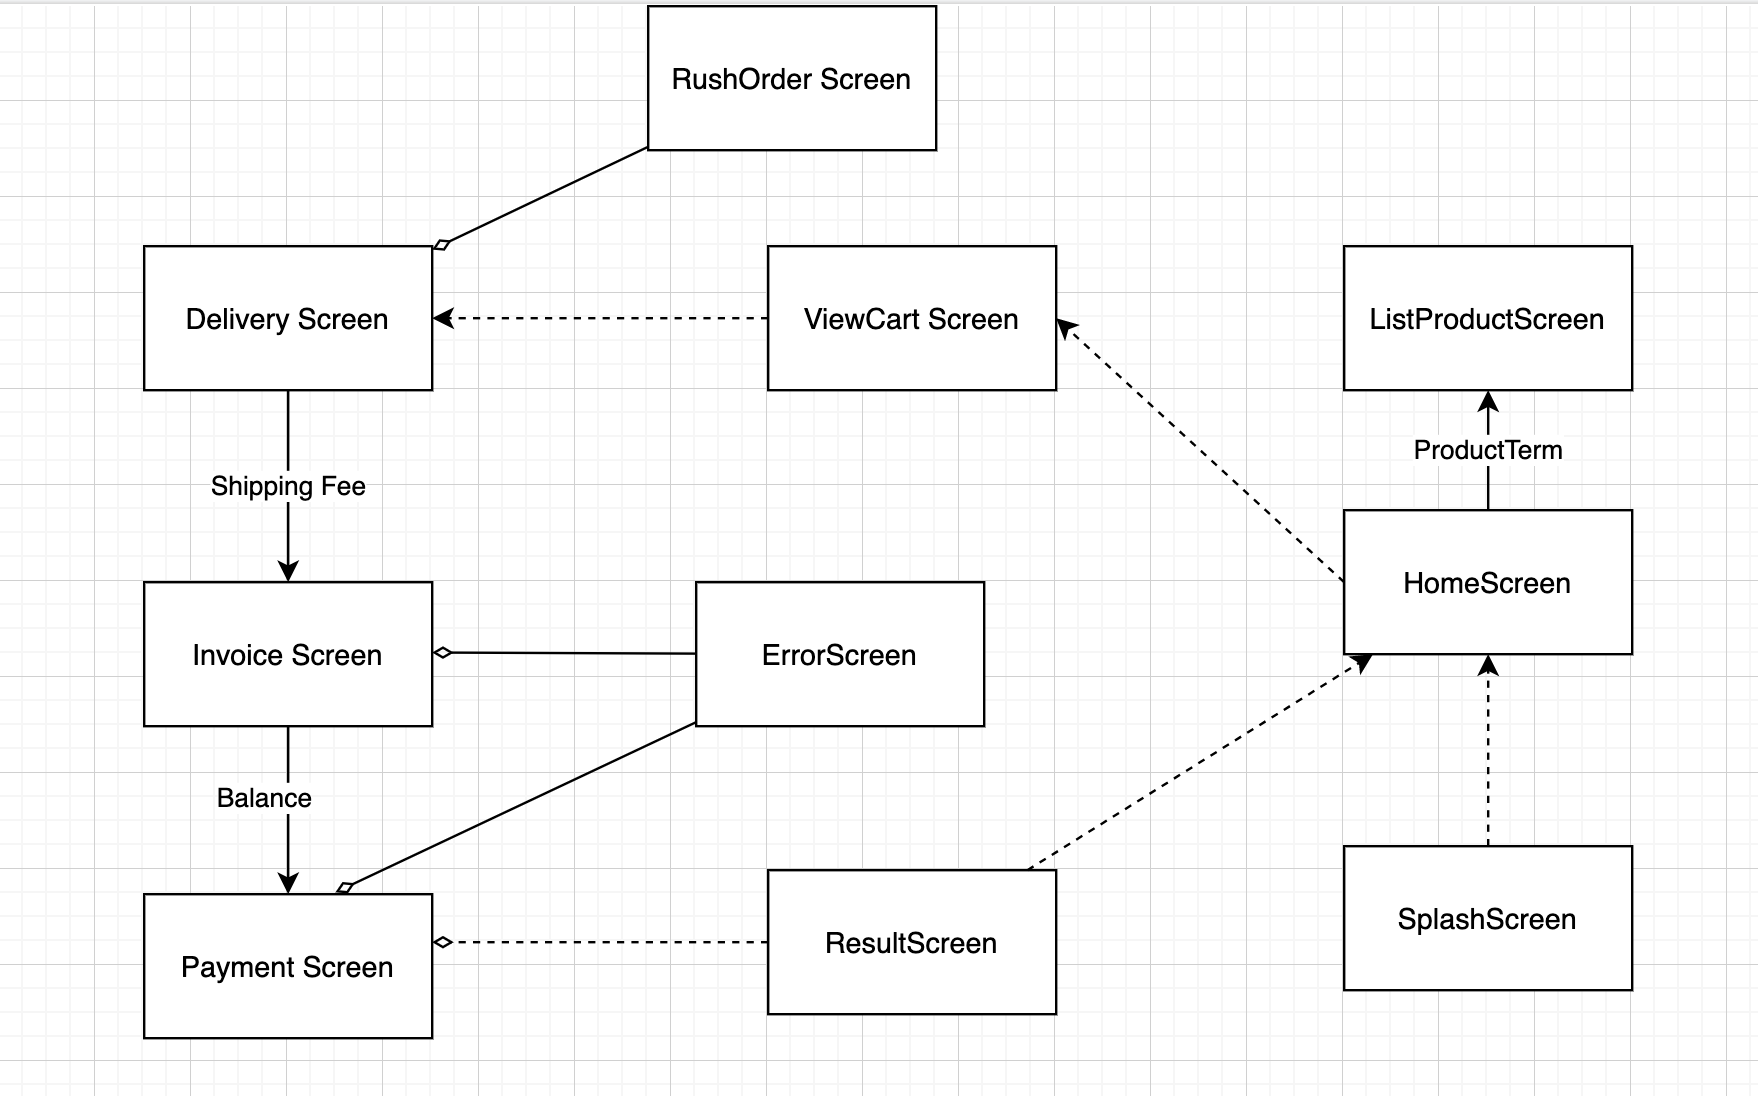 RushOrder Screen
Delivery Screen
ViewCart Screen
ListProductScreen
ProductTerm
Shipping Fee
HomeScreen
Invoice Screen
ErrorScreen
Balance
SplashScreen
ResultScreen
Payment Screen